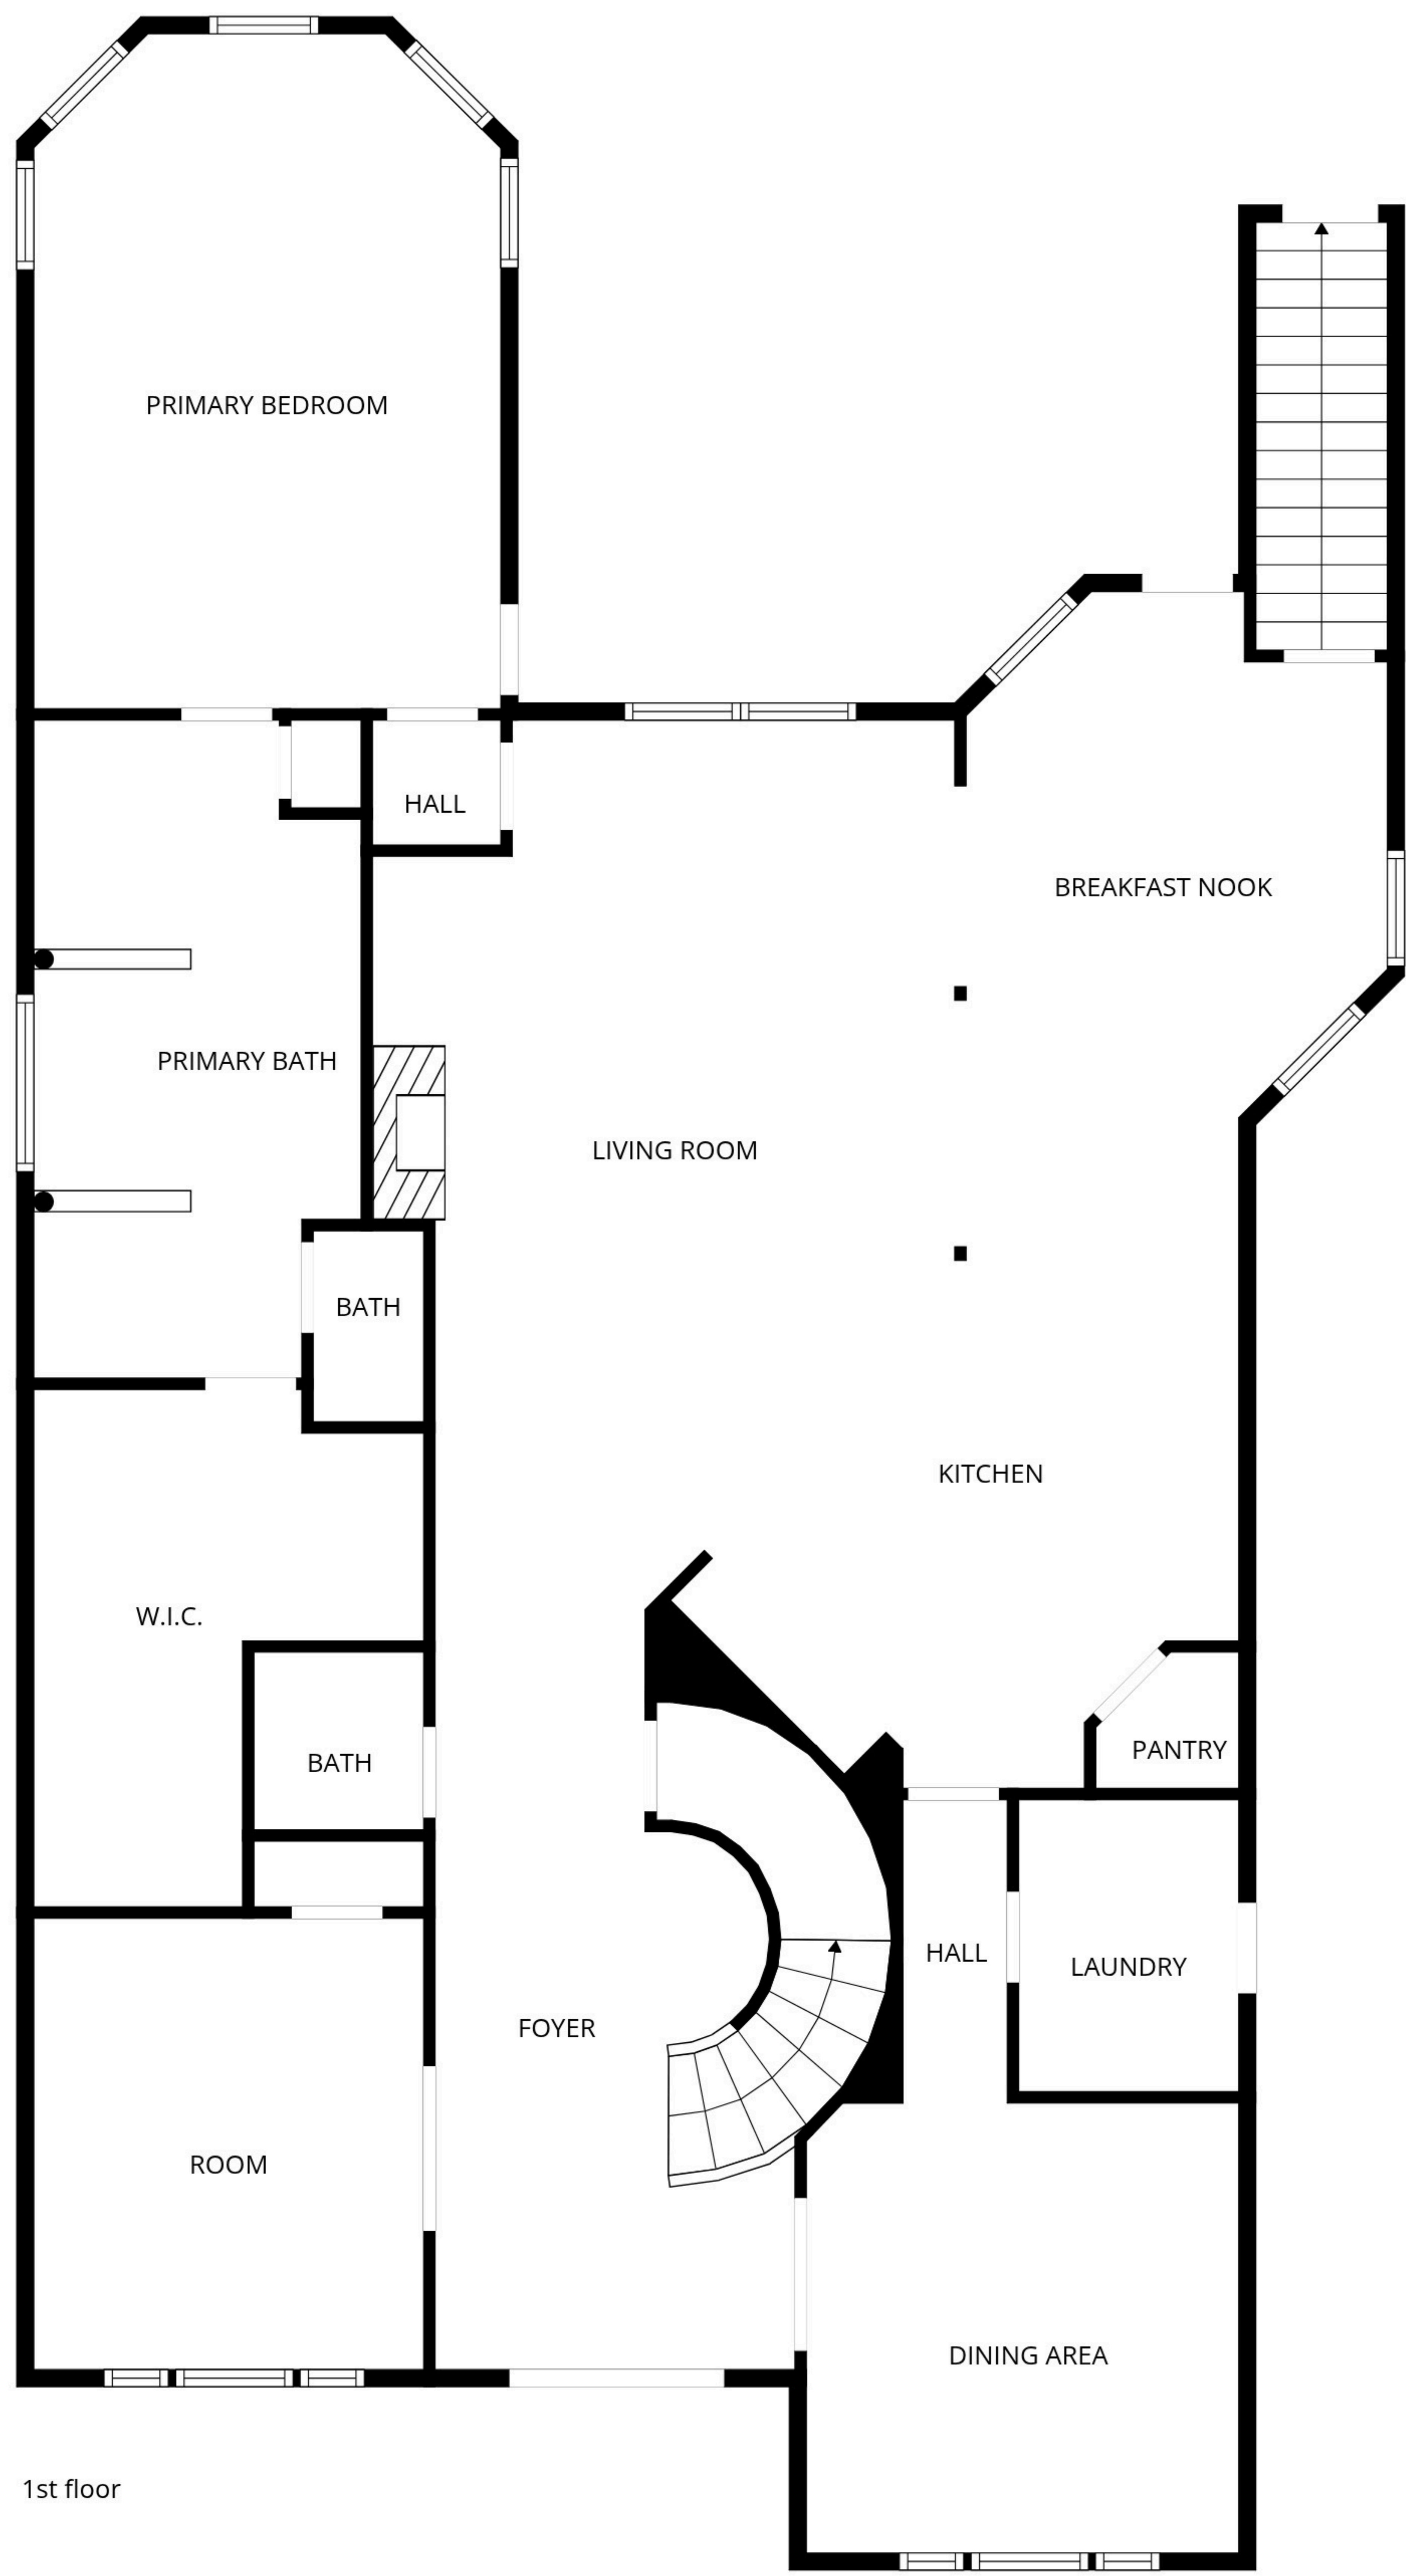 PRIMARY BEDROOM
HALL
BREAKFAST NOOK
PRIMARY BATH
LIVING ROOM
BATH
KITCHEN
W.I.C.
PANTRY
BATH
HALL
LAUNDRY
FOYER
ROOM
DINING AREA
1st floor